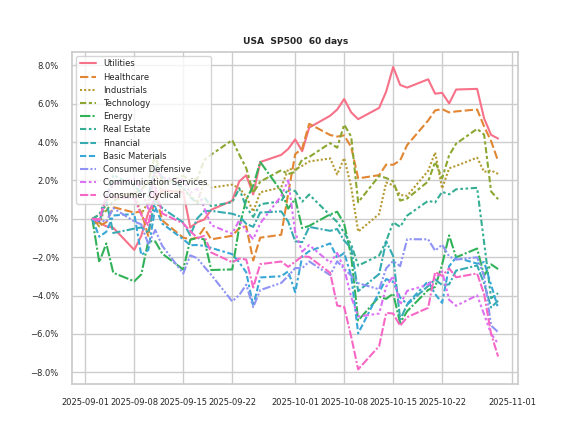 USA  SP500  60 days
8.0%
6.0%
4.0%
2.0%
0.0%
−2.0%
−4.0%
−6.0%
−8.0%
Utilities
Healthcare
Industrials
Technology
Energy
Real Estate
Financial
Basic Materials
Consumer Defensive
Communication Services
Consumer Cyclical
2025-09-01 2025-09-08 2025-09-15 2025-09-22 2025-10-01 2025-10-08 2025-10-15 2025-10-22 2025-11-01